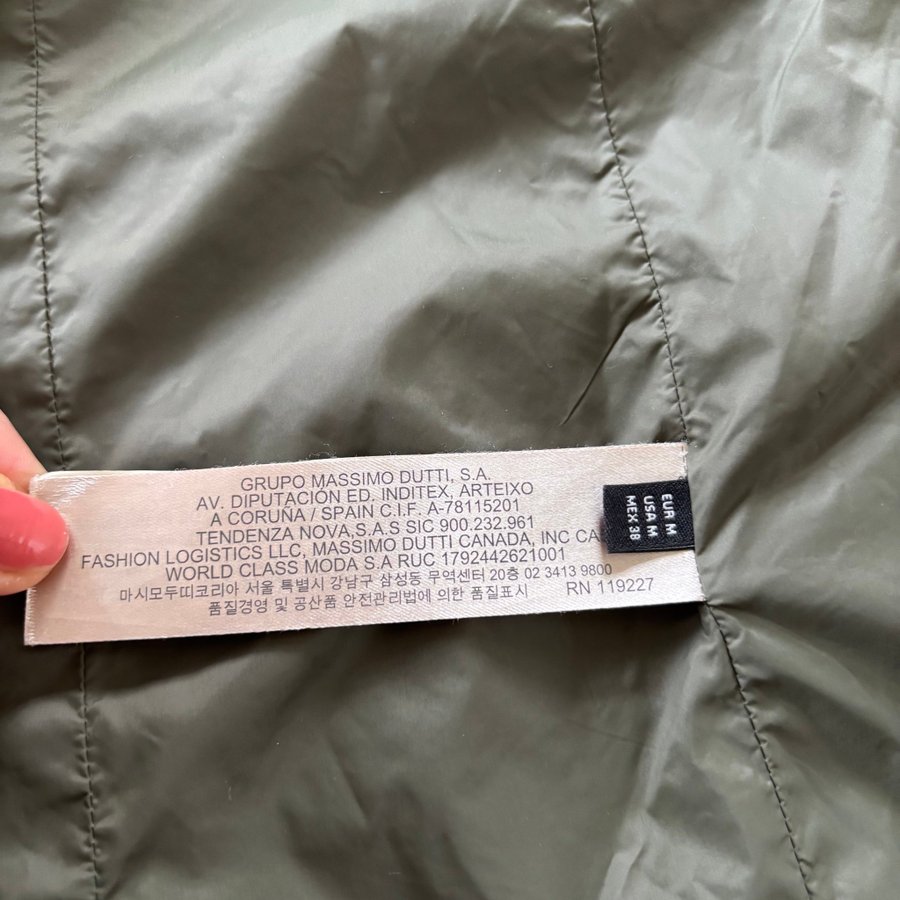 GRUPO MASSIMO DUTTI, S.A.
AV. DIPUTACIÓN ED. INDITEX, ARTEIXO
A CORUÑA / SPAIN C.I.F. A-78115201
TENDENZA NOVA,S.A.S SIC 900.232.961
FASHION LOGISTICS LLC, MASSIMO DUTTI CANADA, INC
WORLD CLASS MODA S.A RUC 1792442621001
마시모두띠코리아 서울 특별시 강남구 삼성동 무역센터 20층 02 3413 9800
품질경영 및 공산품 안전관리법에 의한 품질표시 RN 119227
EUR M
USA M
MEX 38